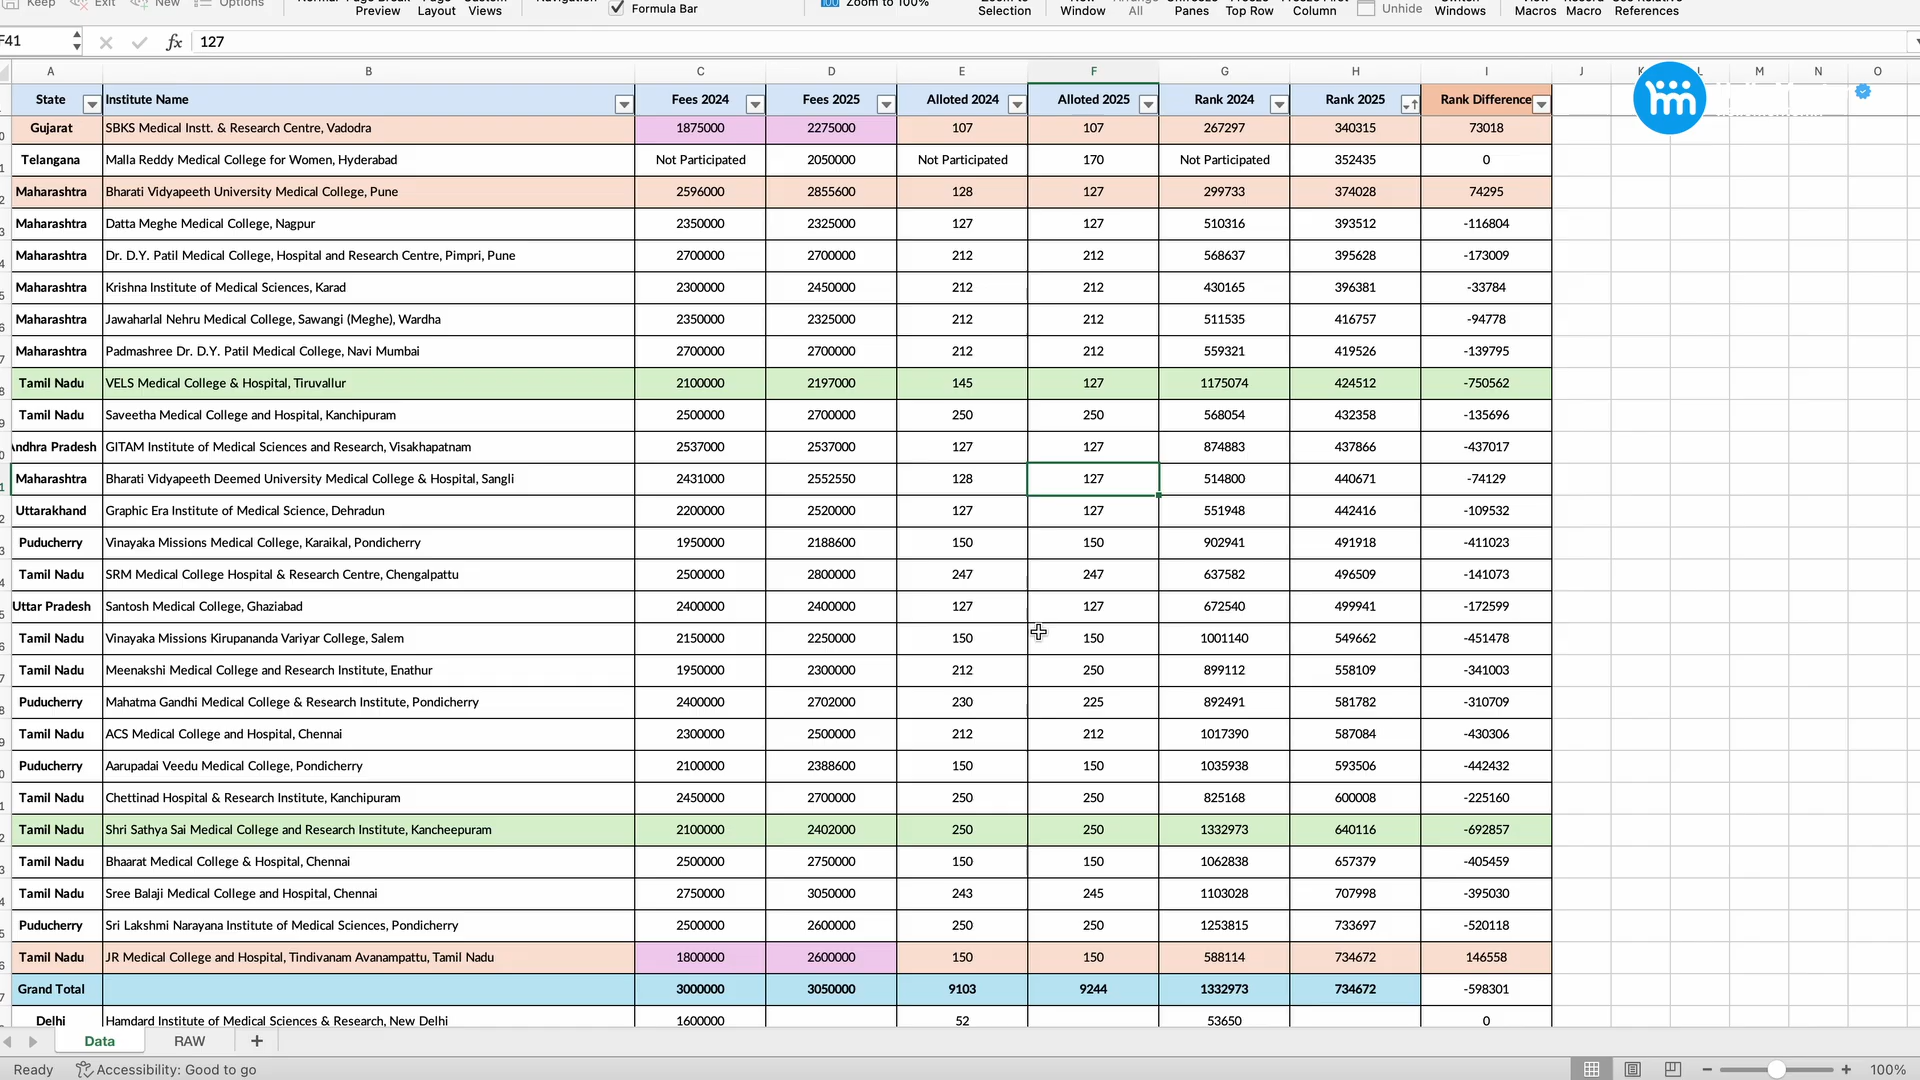 Keep Exit New Options Preview Page Layout Custom Views Formula Bar Zoom to 100% Selection New Window All Panes Freeze Top Row Column Unhide Windows Macros Record Macro References
F41 fx 127
A B C D E F G H I J K L M N O
State Institute Name Fees 2024 Fees 2025 Alloted 2024 Alloted 2025 Rank 2024 Rank 2025 Rank Difference
Gujarat SBKS Medical Instt. & Research Centre, Vadodra 1875000 2275000 107 107 267297 340315 73018
Telangana Malla Reddy Medical College for Women, Hyderabad Not Participated 2050000 Not Participated 170 Not Participated 352435 0
Maharashtra Bharati Vidyapeeth University Medical College, Pune 2596000 2855600 128 127 299733 374028 74295
Maharashtra Datta Meghe Medical College, Nagpur 2350000 2325000 127 127 510316 393512 -116804
Maharashtra Dr. D.Y. Patil Medical College, Hospital and Research Centre, Pimpri, Pune 2700000 2700000 212 212 568637 395628 -173009
Maharashtra Krishna Institute of Medical Sciences, Karad 2300000 2450000 212 212 430165 396381 -33784
Maharashtra Jawaharlal Nehru Medical College, Sawangi (Meghe), Wardha 2350000 2325000 212 212 511535 416757 -94778
Maharashtra Padmashree Dr. D.Y. Patil Medical College, Navi Mumbai 2700000 2700000 212 212 559321 419526 -139795
Tamil Nadu VELS Medical College & Hospital, Tiruvallur 2100000 2197000 145 127 1175074 424512 -750562
Tamil Nadu Saveetha Medical College and Hospital, Kanchipuram 2500000 2700000 250 250 568054 432358 -135696
Andhra Pradesh GITAM Institute of Medical Sciences and Research, Visakhapatnam 2537000 2537000 127 127 874883 437866 -437017
Maharashtra Bharati Vidyapeeth Deemed University Medical College & Hospital, Sangli 2431000 2552550 128 127 514800 440671 -74129
Uttarakhand Graphic Era Institute of Medical Science, Dehradun 2200000 2520000 127 127 551948 442416 -109532
Puducherry Vinayaka Missions Medical College, Karaikal, Pondicherry 1950000 2188600 150 150 902941 491918 -411023
Tamil Nadu SRM Medical College Hospital & Research Centre, Chengalpattu 2500000 2800000 247 247 637582 496509 -141073
Uttar Pradesh Santosh Medical College, Ghaziabad 2400000 2400000 127 127 672540 499941 -172599
Tamil Nadu Vinayaka Missions Kirupananda Variyar College, Salem 2150000 2250000 150 150 1001140 549662 -451478
Tamil Nadu Meenakshi Medical College and Research Institute, Enathur 1950000 2300000 212 250 899112 558109 -341003
Puducherry Mahatma Gandhi Medical College & Research Institute, Pondicherry 2400000 2702000 230 225 892491 581782 -310709
Tamil Nadu ACS Medical College and Hospital, Chennai 2300000 2500000 212 212 1017390 587084 -430306
Puducherry Aarupadai Veedu Medical College, Pondicherry 2100000 2388600 150 150 1035938 593506 -442432
Tamil Nadu Chettinad Hospital & Research Institute, Kanchipuram 2450000 2700000 250 250 825168 600008 -225160
Tamil Nadu Shri Sathya Sai Medical College and Research Institute, Kancheepuram 2100000 2402000 250 250 1332973 640116 -692857
Tamil Nadu Bhaarat Medical College & Hospital, Chennai 2500000 2750000 150 150 1062838 657379 -405459
Tamil Nadu Sree Balaji Medical College and Hospital, Chennai 2750000 3050000 243 245 1103028 707998 -395030
Puducherry Sri Lakshmi Narayana Institute of Medical Sciences, Pondicherry 2500000 2600000 250 250 1253815 733697 -520118
Tamil Nadu JR Medical College and Hospital, Tindivanam Avanampattu, Tamil Nadu 1800000 2600000 150 150 588114 734672 146558
Grand Total 3000000 3050000 9103 9244 1332973 734672 -598301
Delhi Hamdard Institute of Medical Sciences & Research, New Delhi 1600000 52 53650 0
Data RAW +
Ready Accessibility: Good to go 100%